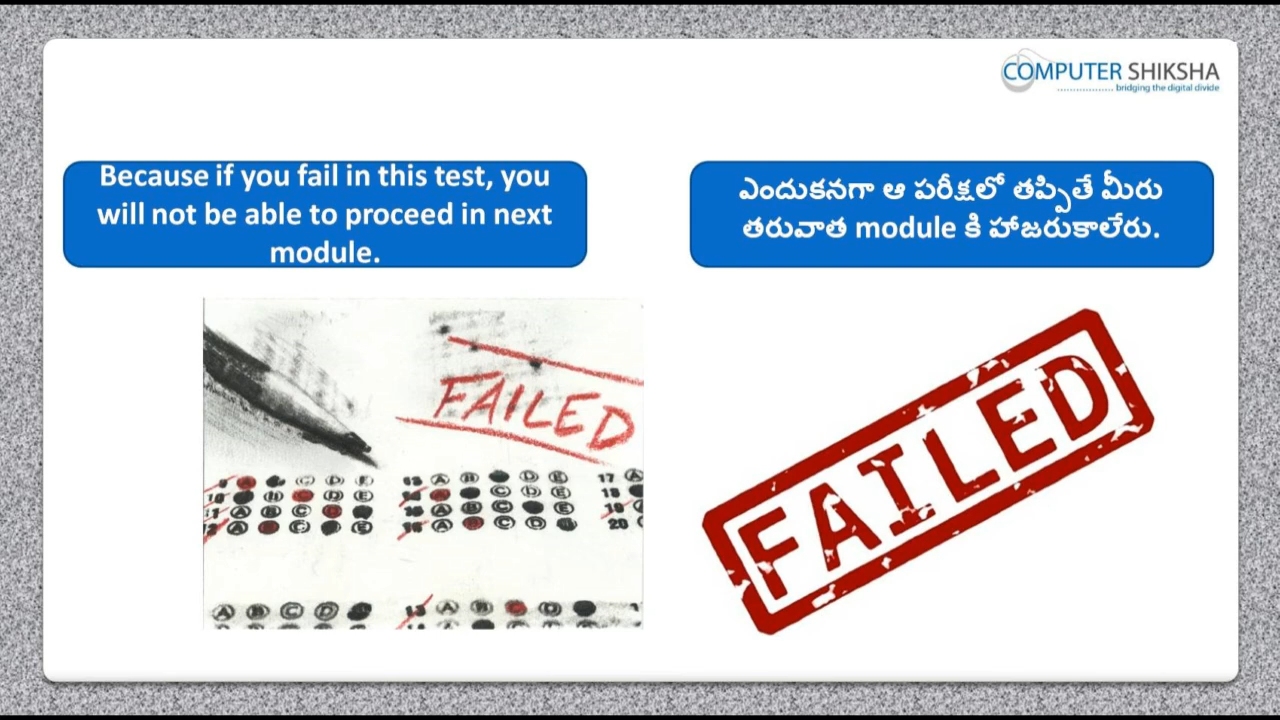 COMPUTER SHIKSHA
bridging the digital divide
Because if you fail in this test, you
will not be able to proceed in next
module.
ఎందుకనగా ఆ పరీక్షలో తప్పితే మీరు
తరువాత module కి హాజరుకాలేరు.
FAILED
FAILED